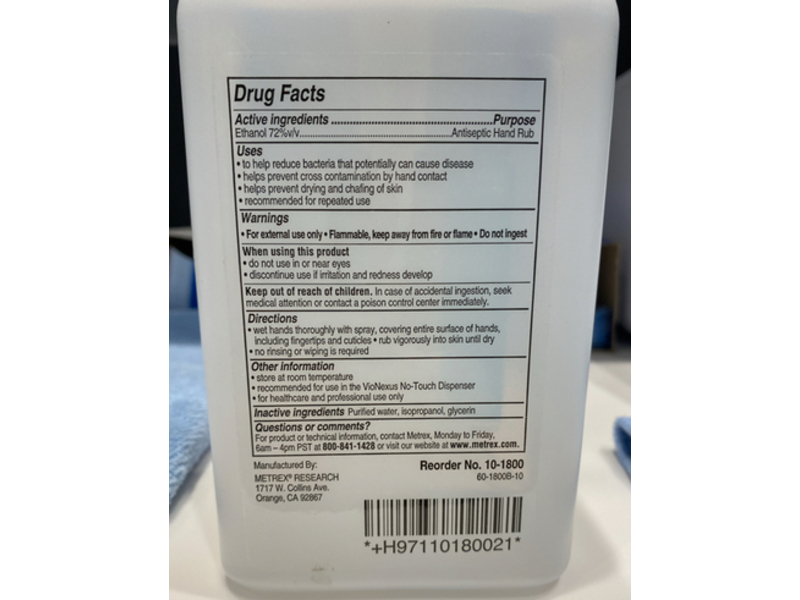 Drug Facts
Active ingredients ..................................................Purpose
Ethanol 72%v/v..................................................Antiseptic Hand Rub
Uses
• to help reduce bacteria that potentially can cause disease
• helps prevent cross contamination by hand contact
• helps prevent drying and chafing of skin
• recommended for repeated use
Warnings
• For external use only • Flammable, keep away from fire or flame • Do not ingest
When using this product
• do not use in or near eyes
• discontinue use if irritation and redness develop
Keep out of reach of children. In case of accidental ingestion, seek
medical attention or contact a poison control center immediately.
Directions
• wet hands thoroughly with spray, covering entire surface of hands,
including fingertips and cuticles • rub vigorously into skin until dry
• no rinsing or wiping is required
Other information
• store at room temperature
• recommended for use in the VioNexus No-Touch Dispenser
• for healthcare and professional use only
Inactive ingredients Purified water, isopropanol, glycerin
Questions or comments?
For product or technical information, contact Metrex, Monday to Friday,
6am – 4pm PST at 800-841-1428 or visit our website at www.metrex.com.
Manufactured By:
METREX® RESEARCH
1717 W. Collins Ave.
Orange, CA 92867
Reorder No. 10-1800
60-1800B-10
*+H97110180021*